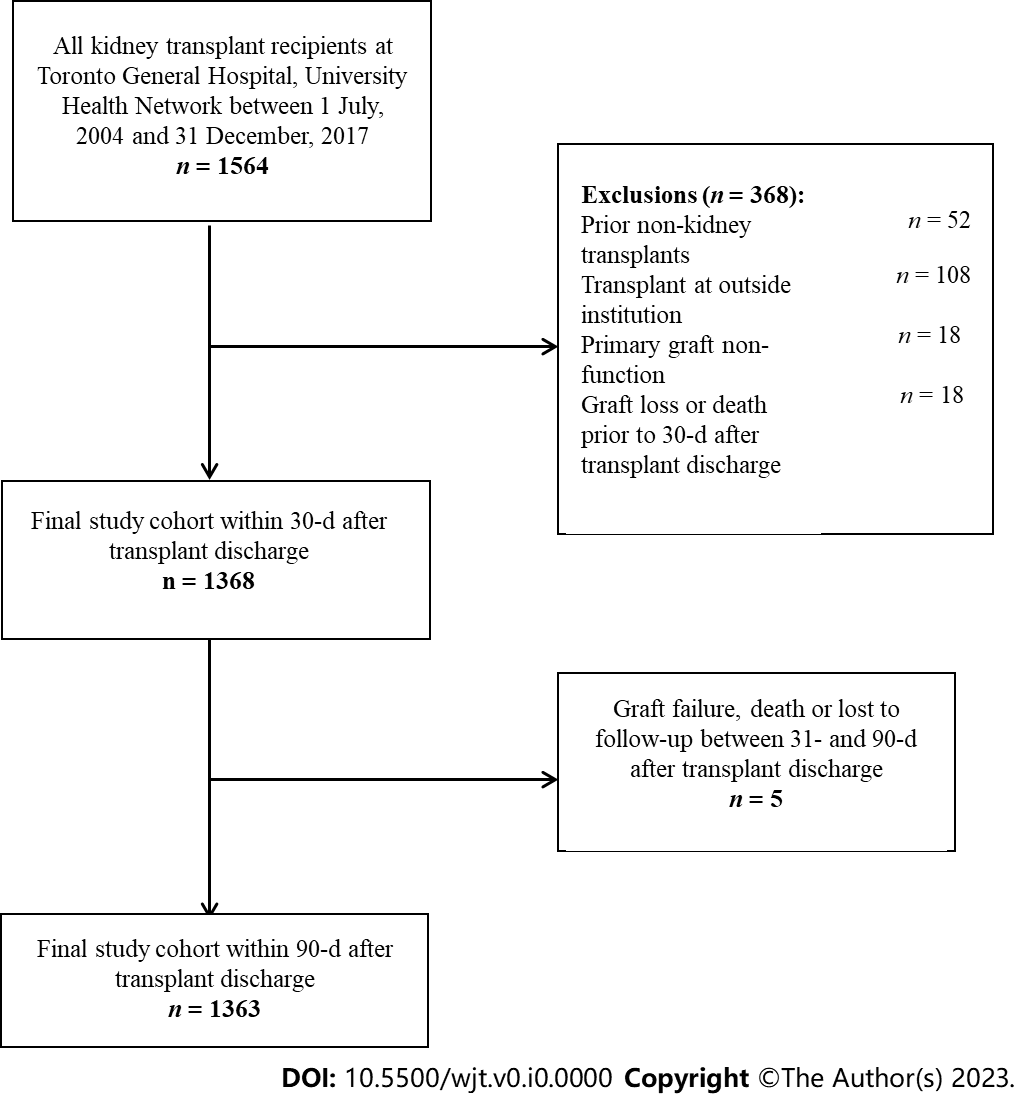 All kidney transplant recipients at
Toronto General Hospital, University
Health Network between 1 July,
2004 and 31 December, 2017
n = 1564
Exclusions (n = 368):
Prior non-kidney
transplants
n = 52
Transplant at outside
institution
n = 108
Primary graft non-
function
n = 18
Graft loss or death
prior to 30-d after
transplant discharge
n = 18
Final study cohort within 30-d after
transplant discharge
n = 1368
Graft failure, death or lost to
follow-up between 31- and 90-d
after transplant discharge
n = 5
Final study cohort within 90-d after
transplant discharge
n = 1363
DOI: 10.5500/wjt.v0.i0.0000 Copyright ©The Author(s) 2023.